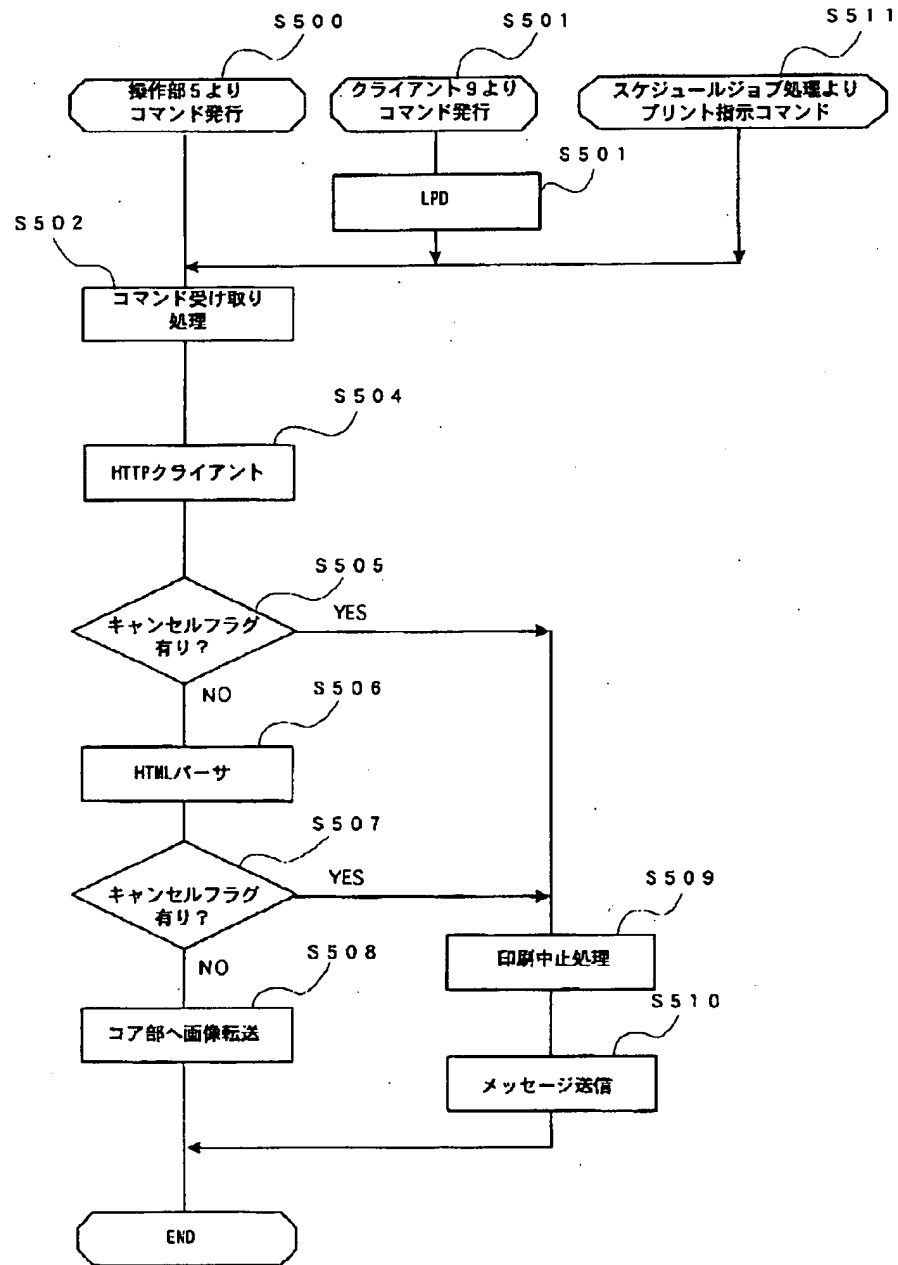 S500
S501
S511
操作部5より
コマンド発行
クライアント9より
コマンド発行
スケジュールジョブ処理より
プリント指示コマンド
S501
LPD
S502
コマンド受け取り
処理
S504
HTTPクライアント
S505
キャンセルフラグ
有り?
YES
NO
S506
HTMLパーサ
S507
キャンセルフラグ
有り?
YES
NO
S509
印刷中止処理
S508
コア部へ画像転送
S510
メッセージ送信
END